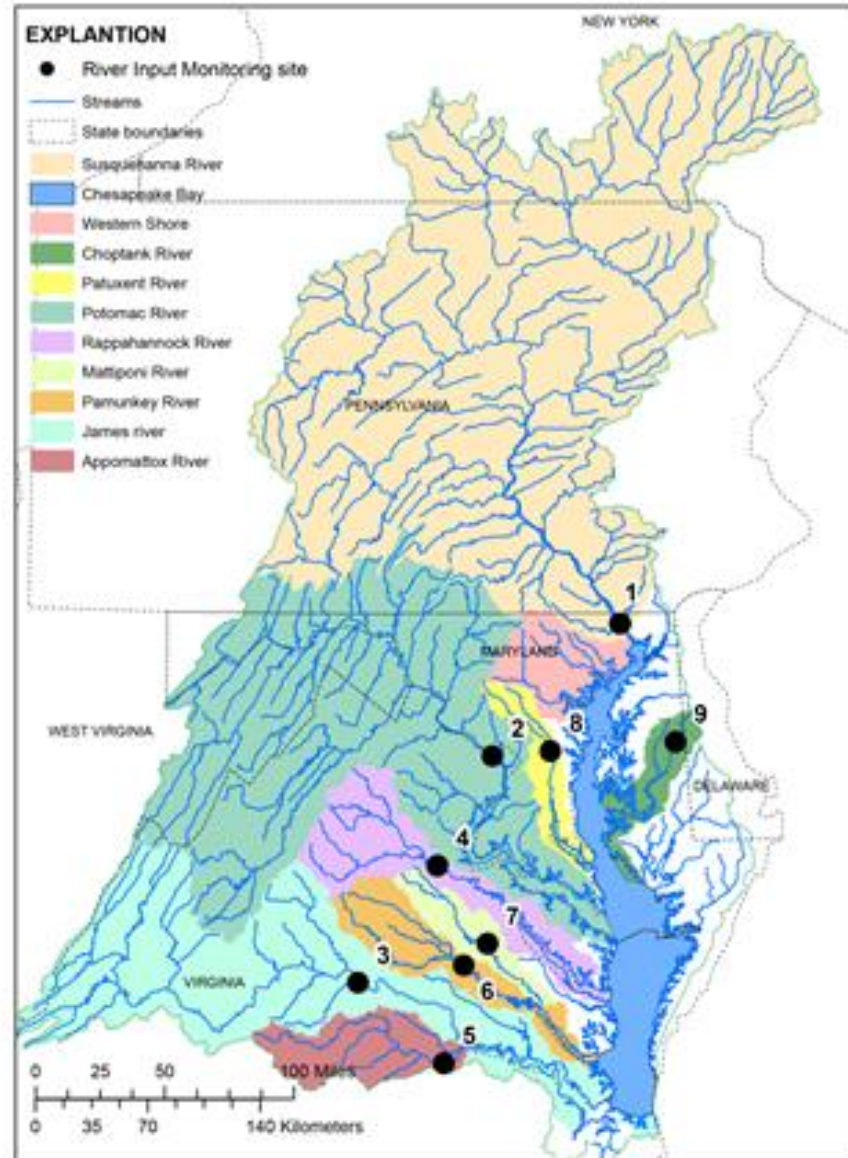 NEW YORK
EXPLANTION
River Input Monitoring site
Streams
State boundaries
Susquehanna River
Chesapeake Bay
Western Shore
Choptank River
Patuxent River
Potomac River
Rappahannock River
Mattiponi River
Pamunkey River
James river
Appomattox River
PENNSYLVANIA
1
MARYLAND
WEST VIRGINIA
2
8
9
DELAWARE
4
7
3
VIRGINIA
6
5
0 25 50 100 Miles
0 35 70 140 Kilometers